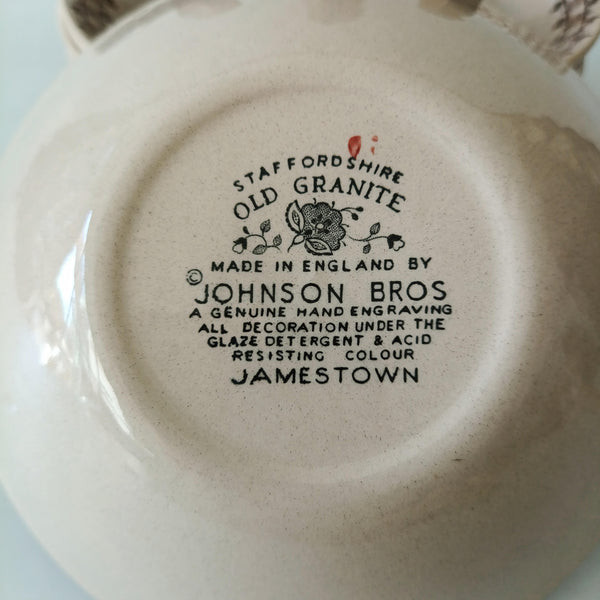 STAFFORDSHIRE
OLD GRANITE
MADE IN ENGLAND BY
© JOHNSON BROS
A GENUINE HAND ENGRAVING
ALL DECORATION UNDER THE
GLAZE DETERGENT & ACID
RESISTING COLOUR
JAMESTOWN